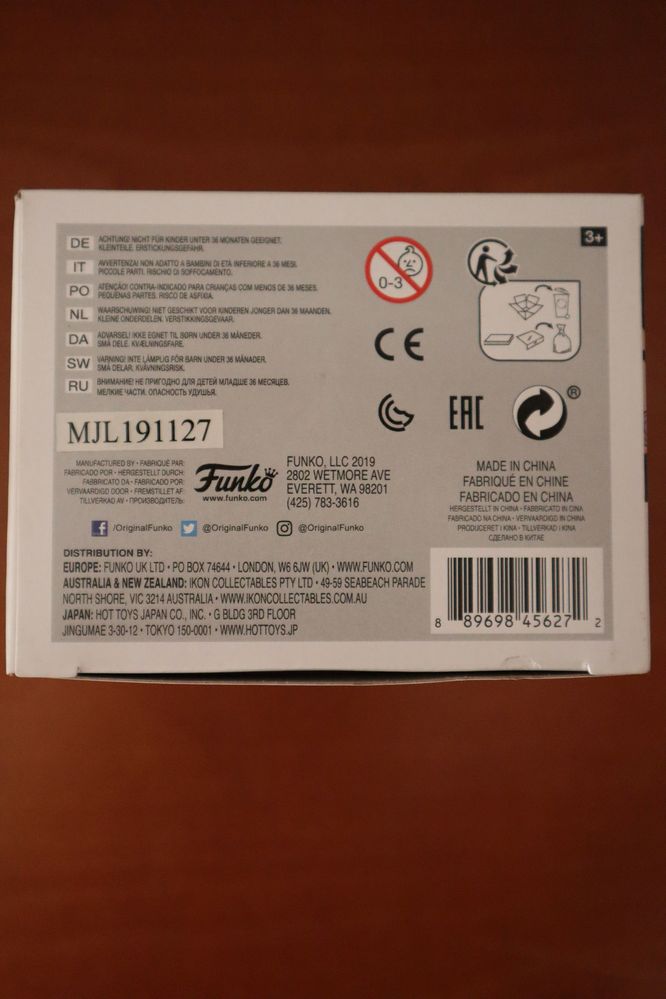 3+
DE ACHTUNG! NICHT FÜR KINDER UNTER 36 MONATEN GEEIGNET.
KLEINTEILE. ERSTICKUNGSGEFAHR.
IT AVVERTENZA! NON ADATTO A BAMBINI DI ETÀ INFERIORE A 36 MESI.
PICCOLE PARTI. RISCHIO DI SOFFOCAMENTO.
PO ATENÇÃO! CONTRA-INDICADO PARA CRIANÇAS COM MENOS DE 36 MESES.
PEQUENAS PARTES. RISCO DE ASFIXIA.
NL WAARSCHUWING! NIET GESCHIKT VOOR KINDEREN JONGER DAN 36 MAANDEN.
KLEINE ONDERDELEN. VERSTIKKINGSGEVAAR.
DA ADVARSEL! IKKE EGNET TIL BØRN UNDER 36 MÅNEDER.
SMÅ DELE. KVÆLNINGSFARE.
SW VARNING! INTE LÄMPLIG FÖR BARN UNDER 36 MÅNADER.
SMÅ DELAR. KVÄVNINGSRISK.
RU ВНИМАНИЕ! НЕ ПРИГОДНО ДЛЯ ДЕТЕЙ МЛАДШЕ 36 МЕСЯЦЕВ.
МЕЛКИЕ ЧАСТИ. ОПАСНОСТЬ УДУШЬЯ.
0-3
CE
EAC
®
MJL191127
MANUFACTURED BY • FABRIQUÉ PAR:
FABRICADO POR • HERGESTELLT DURCH:
FABBRICATO DA • FABRICADO POR:
VERVAARDIGD DOOR • FREMSTILLET AF:
TILLVERKAD AV • ПРОИЗВОДИТЕЛЬ:
Funko
www.funko.com
FUNKO, LLC 2019
2802 WETMORE AVE
EVERETT, WA 98201
(425) 783-3616
MADE IN CHINA
FABRIQUÉ EN CHINE
FABRICADO EN CHINA
HERGESTELLT IN CHINA • FABBRICATO IN CINA
FABRICADO NA CHINA • VERVAARDIGD IN CHINA
PRODUCERET I KINA • TILLVERKAD I KINA
СДЕЛАНО В КИТАЕ
/OriginalFunko @OriginalFunko @OriginalFunko
DISTRIBUTION BY:
EUROPE: FUNKO UK LTD • PO BOX 74644 • LONDON, W6 6JW (UK) • WWW.FUNKO.COM
AUSTRALIA & NEW ZEALAND: IKON COLLECTABLES PTY LTD • 49-59 SEABEACH PARADE
NORTH SHORE, VIC 3214 AUSTRALIA • WWW.IKONCOLLECTABLES.COM.AU
JAPAN: HOT TOYS JAPAN CO., INC. • G BLDG 3RD FLOOR
JINGUMAE 3-30-12 • TOKYO 150-0001 • WWW.HOTTOYS.JP
8 89698 45627 2